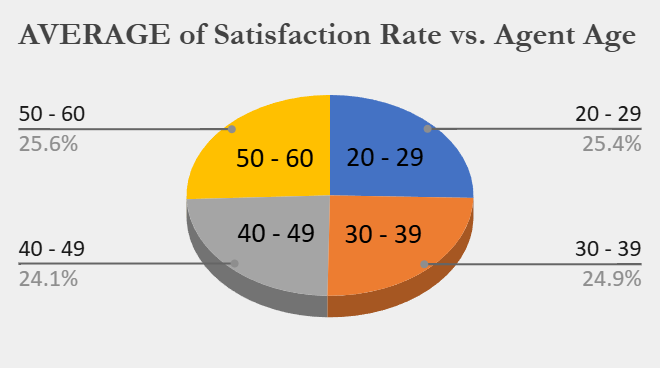 AVERAGE of Satisfaction Rate vs. Agent Age
50 - 60
25.6%
20 - 29
25.4%
50 - 60
20 - 29
40 - 49
30 - 39
40 - 49
24.1%
30 - 39
24.9%